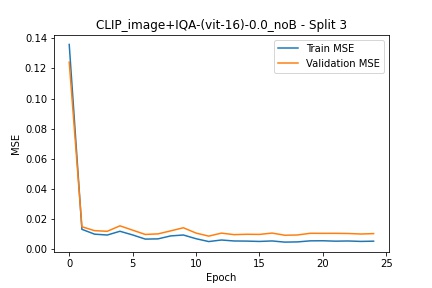 CLIP_image+IQA-(vit-16)-0.0_noB - Split 3
Train MSE
Validation MSE
MSE
0.14
0.12
0.10
0.08
0.06
0.04
0.02
0.00
0 5 10 15 20 25
Epoch